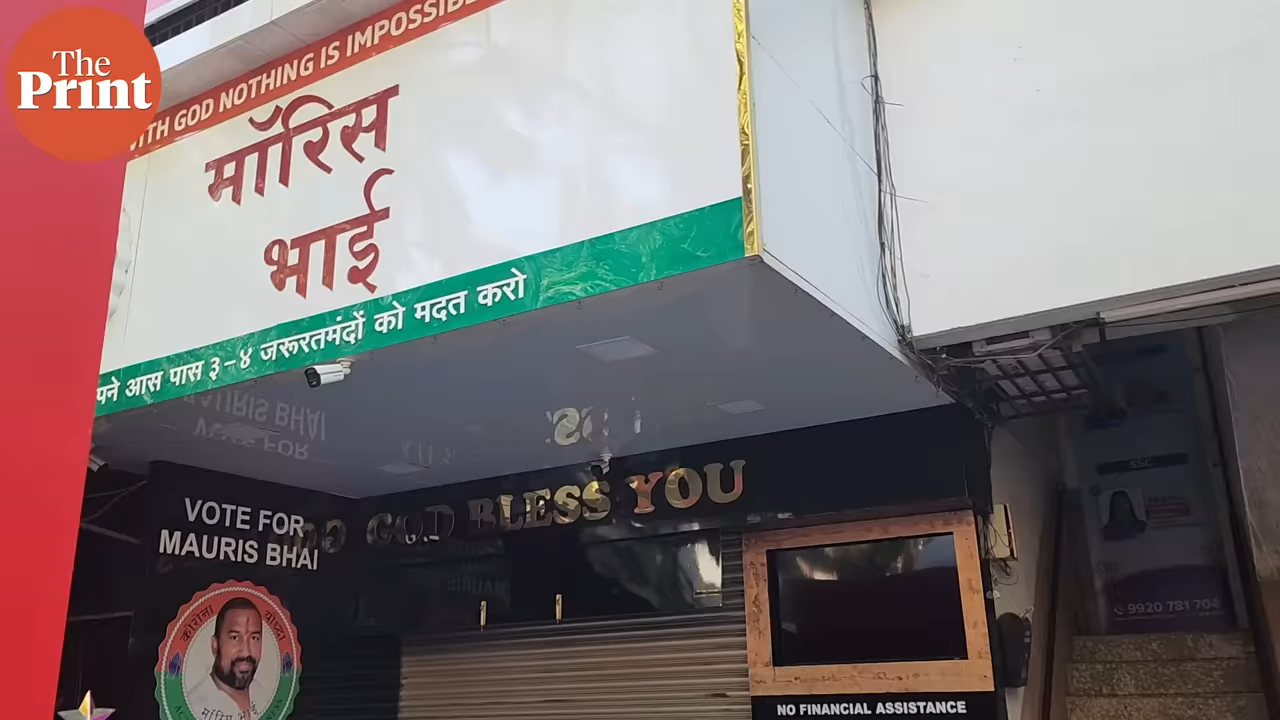 The
Print
WITH GOD NOTHING IS IMPOSSIBLE
मॉरिस
भाई
पने आस पास ३-४ जरूरतमंदों को मदत करो
GOD BLESS YOU
VOTE FOR
MAURIS BHAI
कोरोना योद्धा
मॉरिस भाई
SSC
9920 781 704
NO FINANCIAL ASSISTANCE